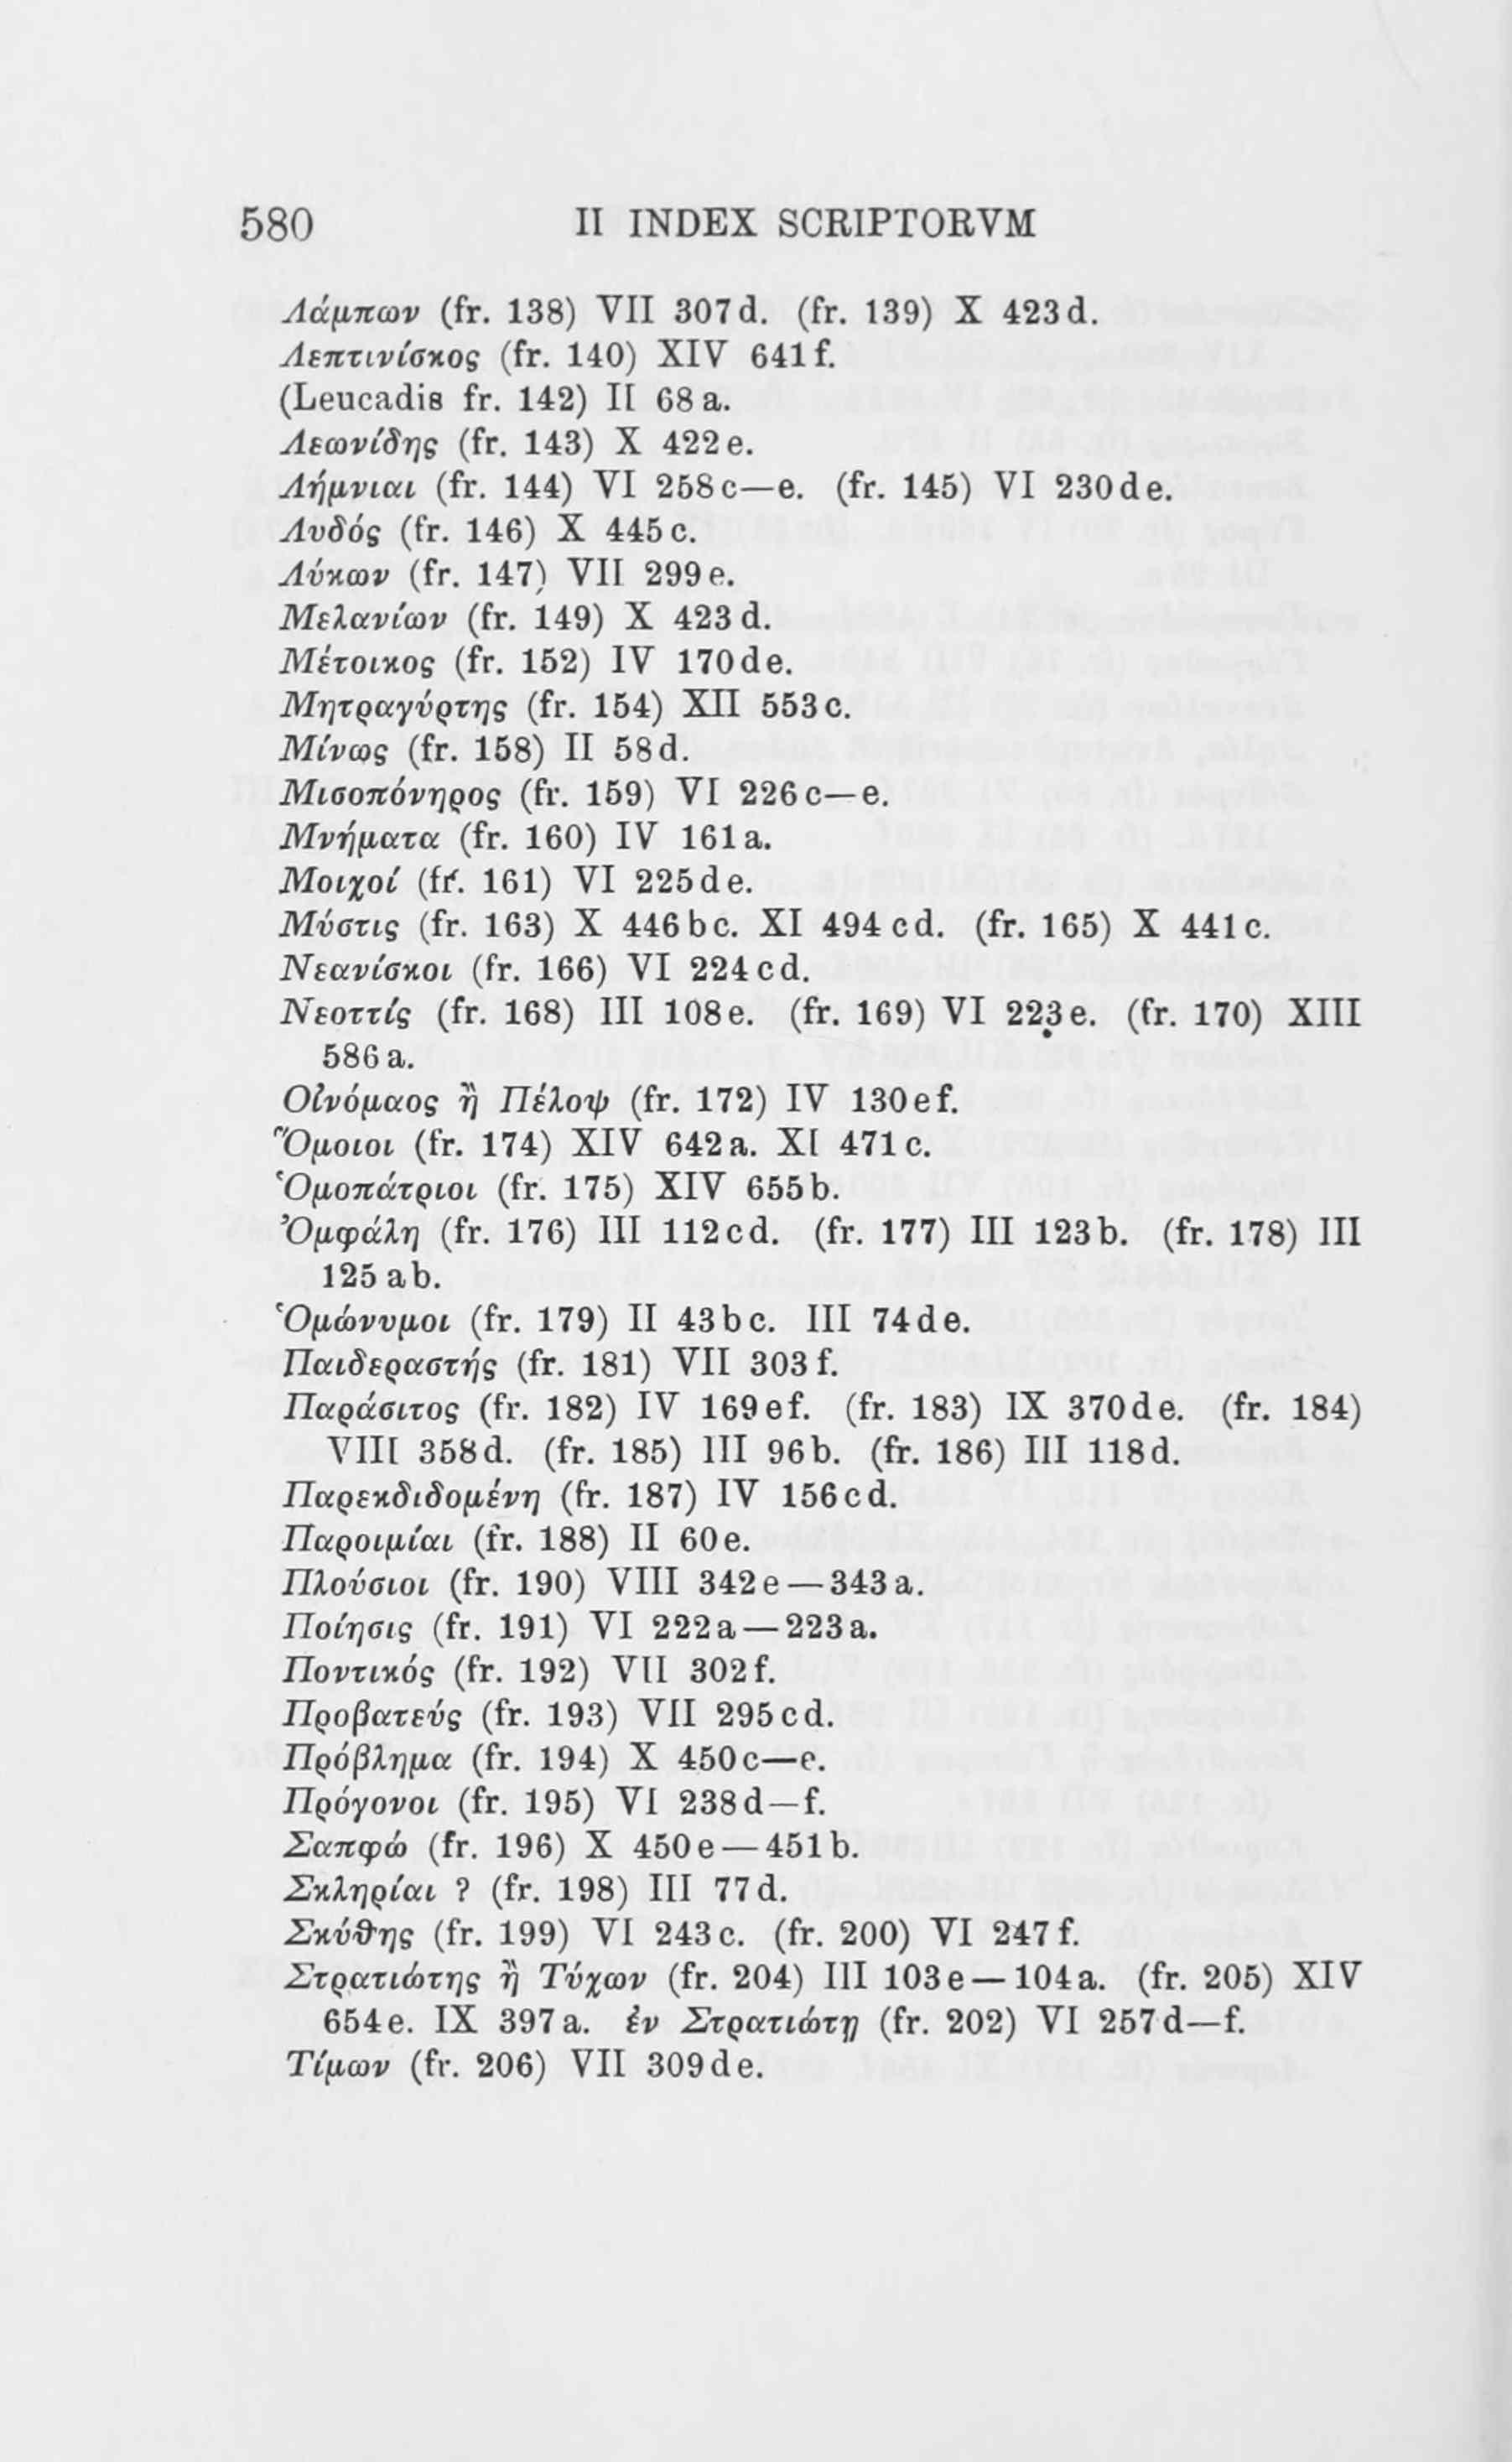 580 II INDEX SCRIPTORVM
Λάμπων (fr. 138) VII 307d. (fr. 139) X 423d.
Λεπτινίσκος (fr. 140) XIV 641f.
(Leucadis fr. 142) II 68a.
Λεωνίδης (fr. 143) X 422e.
Λήμνιαι (fr. 144) VI 258c—e. (fr. 145) VI 230de.
Λυδός (fr. 146) X 445c.
Λύκων (fr. 147) VII 299e.
Μελανίων (fr. 149) X 423d.
Μέτοικος (fr. 152) IV 170de.
Μητραγύρτης (fr. 154) XII 553c.
Μίνως (fr. 158) II 58d.
Μισοπόνηρος (fr. 159) VI 226c—e.
Μνήματα (fr. 160) IV 161a.
Μοιχοί (fr. 161) VI 225de.
Μύστις (fr. 163) X 446bc. XI 494cd. (fr. 165) X 441c.
Νεανίσκοι (fr. 166) VI 224cd.
Νεοττίς (fr. 168) III 108e. (fr. 169) VI 223e. (fr. 170) XIII
586a.
Οἰνόμαος ἢ Πέλοψ (fr. 172) IV 130ef.
Ὅμοιοι (fr. 174) XIV 642a. XI 471c.
Ὁμοπάτριοι (fr. 175) XIV 655b.
Ὀμφάλη (fr. 176) III 112cd. (fr. 177) III 123b. (fr. 178) III
125ab.
Ὁμώνυμοι (fr. 179) II 43bc. III 74de.
Παιδεραστής (fr. 181) VII 303f.
Παράσιτος (fr. 182) IV 169ef. (fr. 183) IX 370de. (fr. 184)
VIII 358d. (fr. 185) III 96b. (fr. 186) III 118d.
Παρεκδιδομένη (fr. 187) IV 156cd.
Παροιμίαι (fr. 188) II 60e.
Πλούσιοι (fr. 190) VIII 342e—343a.
Ποίησις (fr. 191) VI 222a—223a.
Ποντικός (fr. 192) VII 302f.
Προβατεύς (fr. 193) VII 295cd.
Πρόβλημα (fr. 194) X 450c—e.
Πρόγονοι (fr. 195) VI 238d—f.
Σαπφώ (fr. 196) X 450e—451b.
Σκληρίαι ? (fr. 198) III 77d.
Σκύθης (fr. 199) VI 243c. (fr. 200) VI 247f.
Στρατιώτης ἢ Τύχων (fr. 204) III 103e—104a. (fr. 205) XIV
654e. IX 397a. ἐν Στρατιώτῃ (fr. 202) VI 257d—f.
Τίμων (fr. 206) VII 309de.